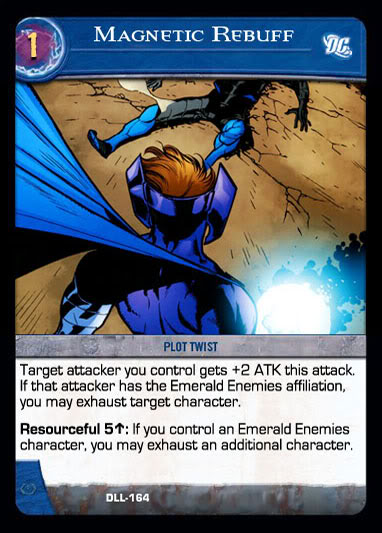 1
Magnetic Rebuff
DC
PLOT TWIST
Target attacker you control gets +2 ATK this attack.
If that attacker has the Emerald Enemies affiliation,
you may exhaust target character.
Resourceful 5↑: If you control an Emerald Enemies
character, you may exhaust an additional character.
DLL-164